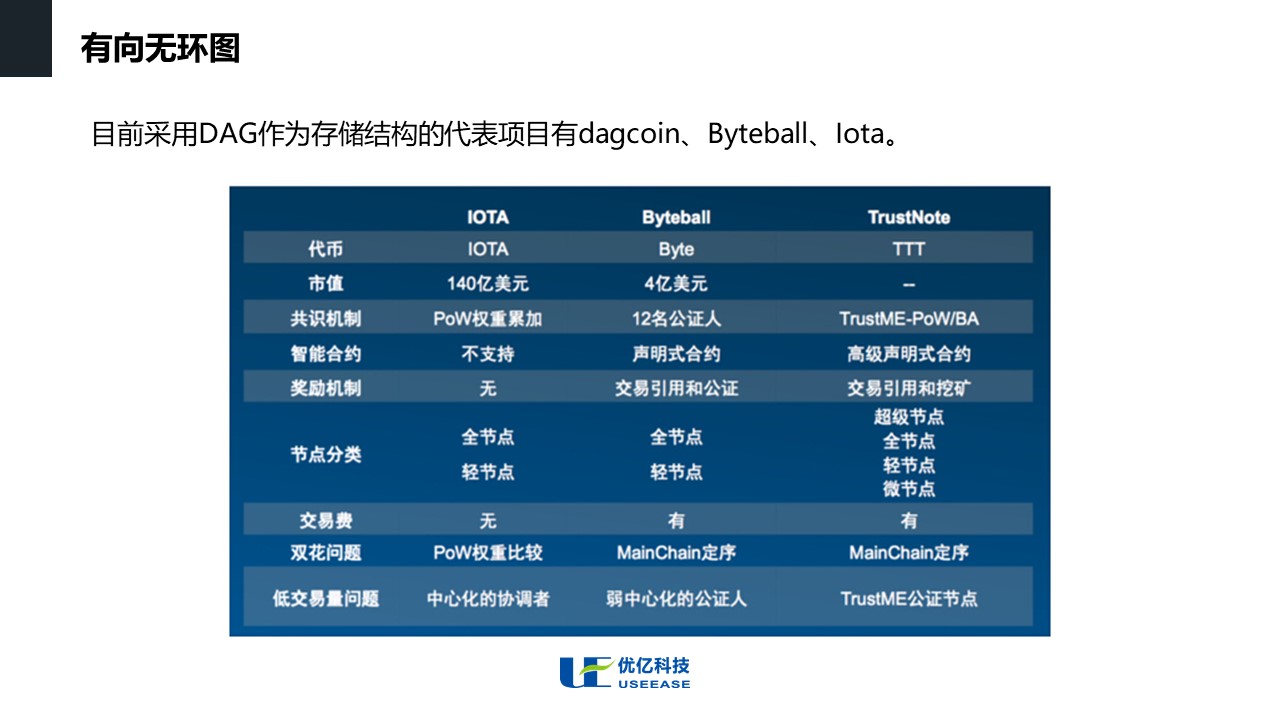 有向无环图
目前采用DAG作为存储结构的代表项目有dagcoin、Byteball、Iota。
IOTA Byteball TrustNote
代币 IOTA Byte TTT
市值 140亿美元 4亿美元 --
共识机制 PoW权重累加 12名公证人 TrustME-PoW/BA
智能合约 不支持 声明式合约 高级声明式合约
奖励机制 无 交易引用和公证 交易引用和挖矿
节点分类 全节点 轻节点 全节点 轻节点 超级节点 全节点 轻节点 微节点
交易费 无 有 有
双花问题 PoW权重比较 MainChain定序 MainChain定序
低交易量问题 中心化的协调者 弱中心化的公证人 TrustME公证节点
优亿科技
USEEASE